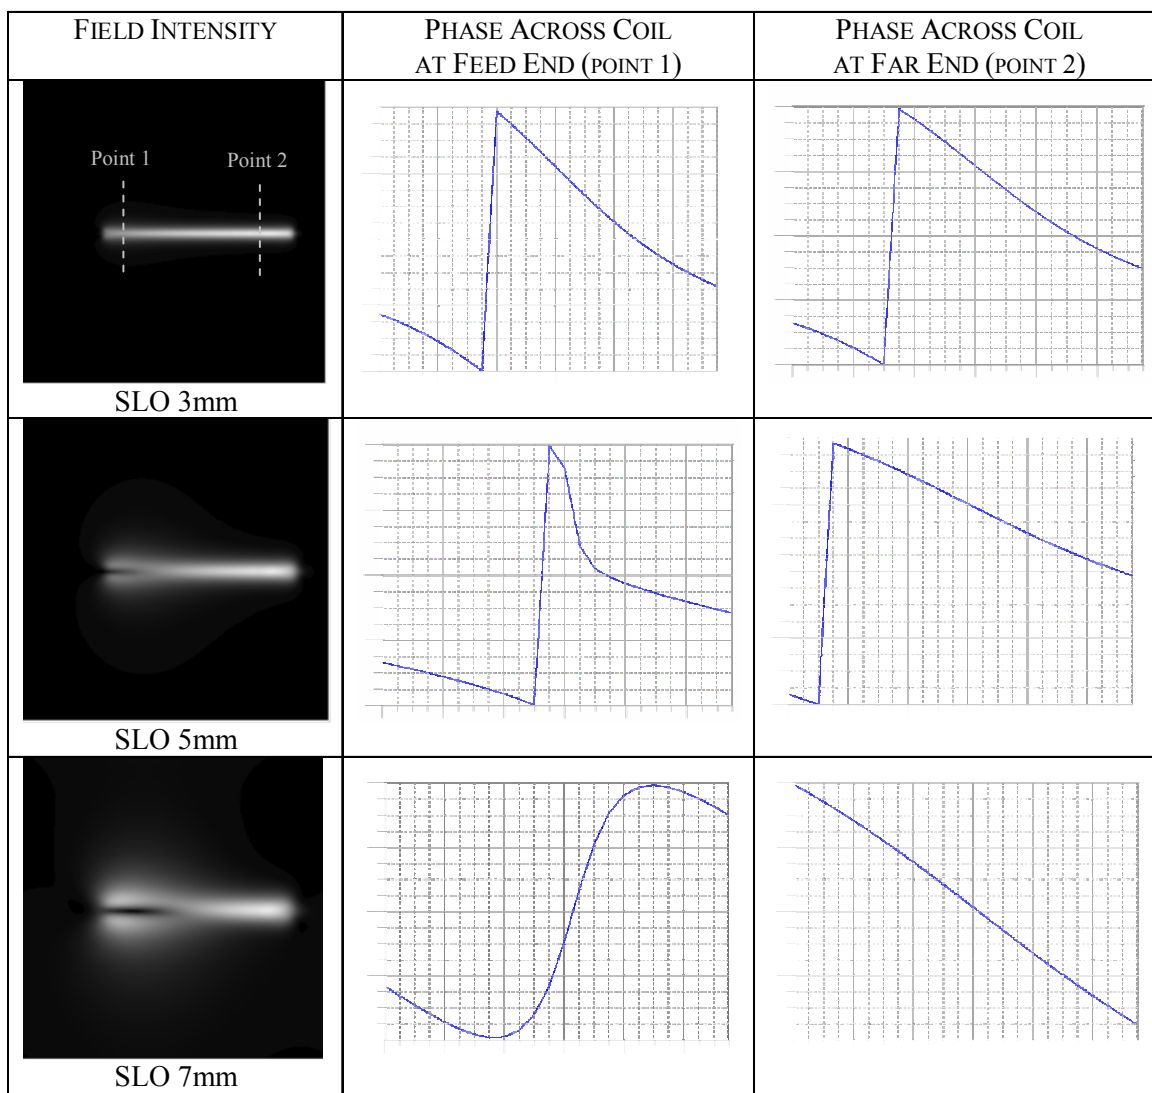 FIELD INTENSITY
PHASE ACROSS COIL
AT FEED END (POINT 1)
PHASE ACROSS COIL
AT FAR END (POINT 2)
Point 1
Point 2
SLO 3mm
SLO 5mm
SLO 7mm